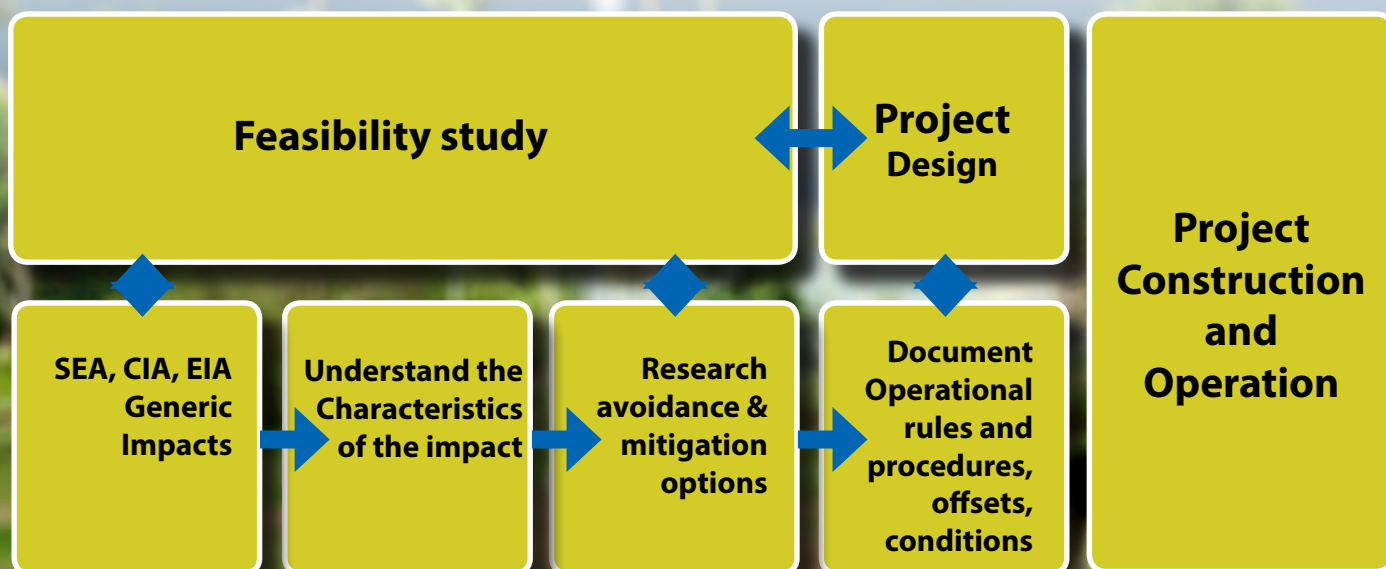 Feasibility study
Project
Design
Project
Construction
and
Operation
SEA, CIA, EIA
Generic
Impacts
Understand the
Characteristics
of the impact
Research
avoidance &
mitigation
options
Document
Operational
rules and
procedures,
offsets,
conditions